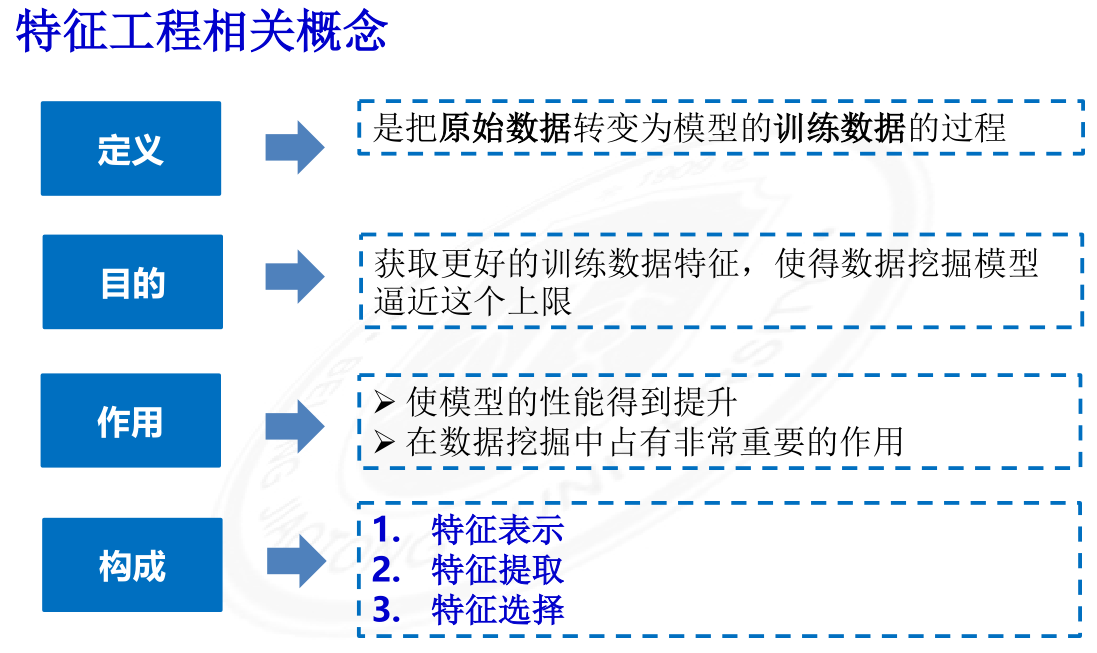 特征工程相关概念
定义
是把原始数据转变为模型的训练数据的过程
目的
获取更好的训练数据特征，使得数据挖掘模型
逼近这个上限
作用
➢ 使模型的性能得到提升
➢ 在数据挖掘中占有非常重要的作用
构成
1. 特征表示
2. 特征提取
3. 特征选择